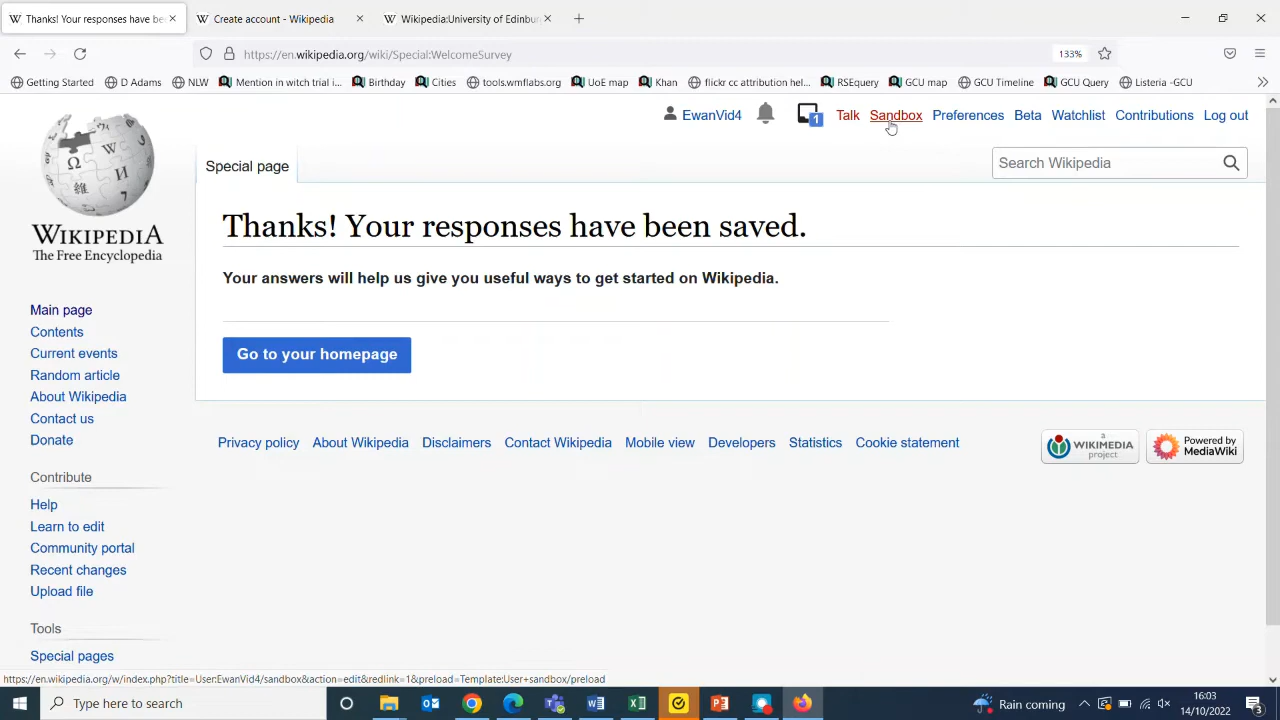 Thanks! Your responses have be
Create account - Wikipedia
Wikipedia:University of Edinbur
https://en.wikipedia.org/wiki/Special:WelcomeSurvey
133%
Getting Started
D Adams
NLW
Mention in witch trial i...
Birthday
Cities
tools.wmflabs.org
UoE map
Khan
flickr cc attribution hel...
RSEquery
GCU map
GCU Timeline
GCU Query
Listeria -GCU
EwanVid4
1
Talk
Sandbox
Preferences
Beta
Watchlist
Contributions
Log out
WIKIPEDIA
The Free Encyclopedia
Special page
Search Wikipedia
Thanks! Your responses have been saved.
Your answers will help us give you useful ways to get started on Wikipedia.
Go to your homepage
Main page
Contents
Current events
Random article
About Wikipedia
Contact us
Donate
Contribute
Help
Learn to edit
Community portal
Recent changes
Upload file
Tools
Special pages
Privacy policy
About Wikipedia
Disclaimers
Contact Wikipedia
Mobile view
Developers
Statistics
Cookie statement
a
WIKIMEDIA
project
Powered by
MediaWiki
https://en.wikipedia.org/w/index.php?title=User:EwanVid4/sandbox&action=edit&redlink=1&preload=Template:User+sandbox/preload
Type here to search
Rain coming
16:03
14/10/2022
3